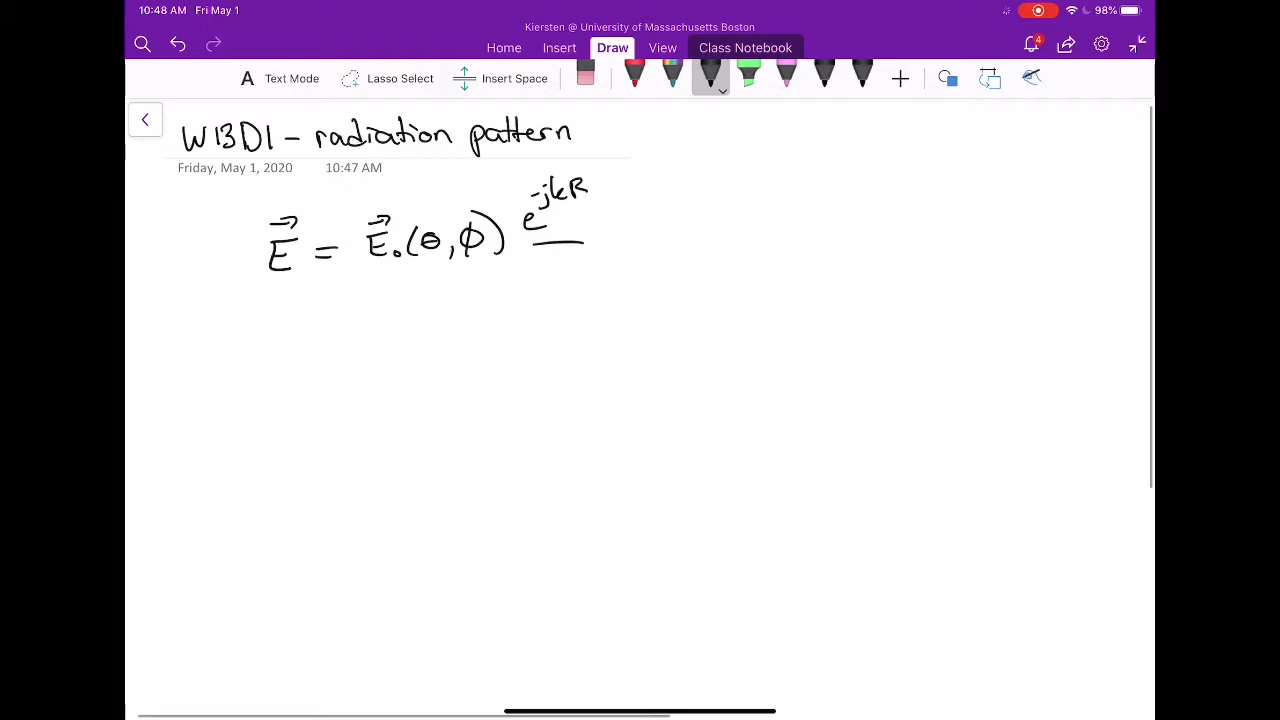 10:48 AM Fri May 1 98%
Kiersten @ University of Massachusetts Boston
Home Insert Draw View Class Notebook 4
A Text Mode Lasso Select Insert Space
W13D1 – radiation pattern
Friday, May 1, 2020 10:47 AM
E⃗ = E⃗₀(θ,ϕ) e^{-jkR}